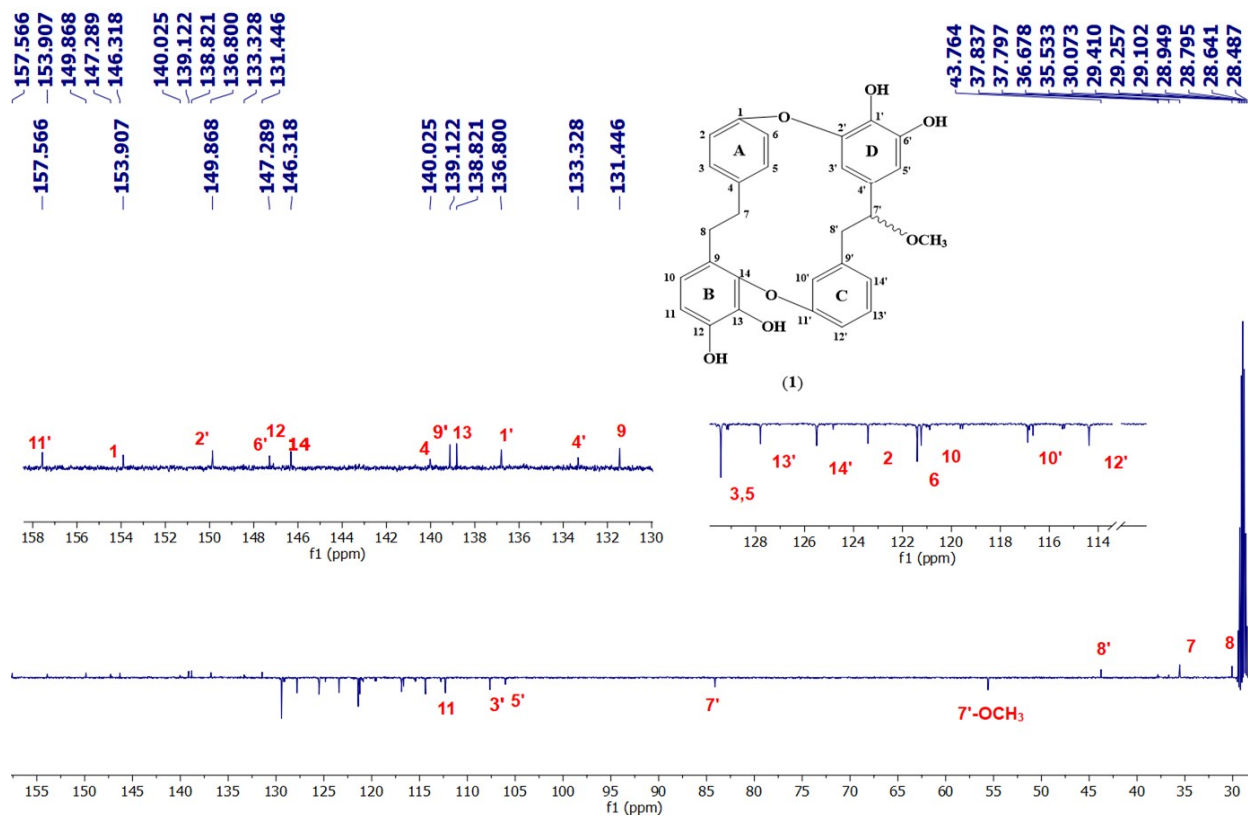 157.566
153.907
149.868
147.289
146.318
140.025
139.122
138.821
136.800
133.328
131.446
43.764
37.837
37.797
36.678
35.533
30.073
29.410
29.257
29.102
28.949
28.795
28.641
28.487
157.566
153.907
149.868
147.289
146.318
140.025
139.122
138.821
136.800
133.328
131.446
OH
1 O 2' 1' OH
2 6 D 6'
A
3 5 3' 5'
4 4'
7 7'
8 8' OCH3
9 9'
10 14 10' 14'
B O C
11 13 OH 11' 13'
12 12'
OH
(1)
11' 1 2' 6' 12 14 4 9' 13 1' 4' 9
158 156 154 152 150 148 146 144 142 140 138 136 134 132 130
f1 (ppm)
3,5 13' 14' 2 6 10 10' 12'
128 126 124 122 120 118 116 114
f1 (ppm)
11 3' 5' 7' 7'-OCH3 8' 7 8
155 150 145 140 135 130 125 120 115 110 105 100 95 90 85 80 75 70 65 60 55 50 45 40 35 30
f1 (ppm)